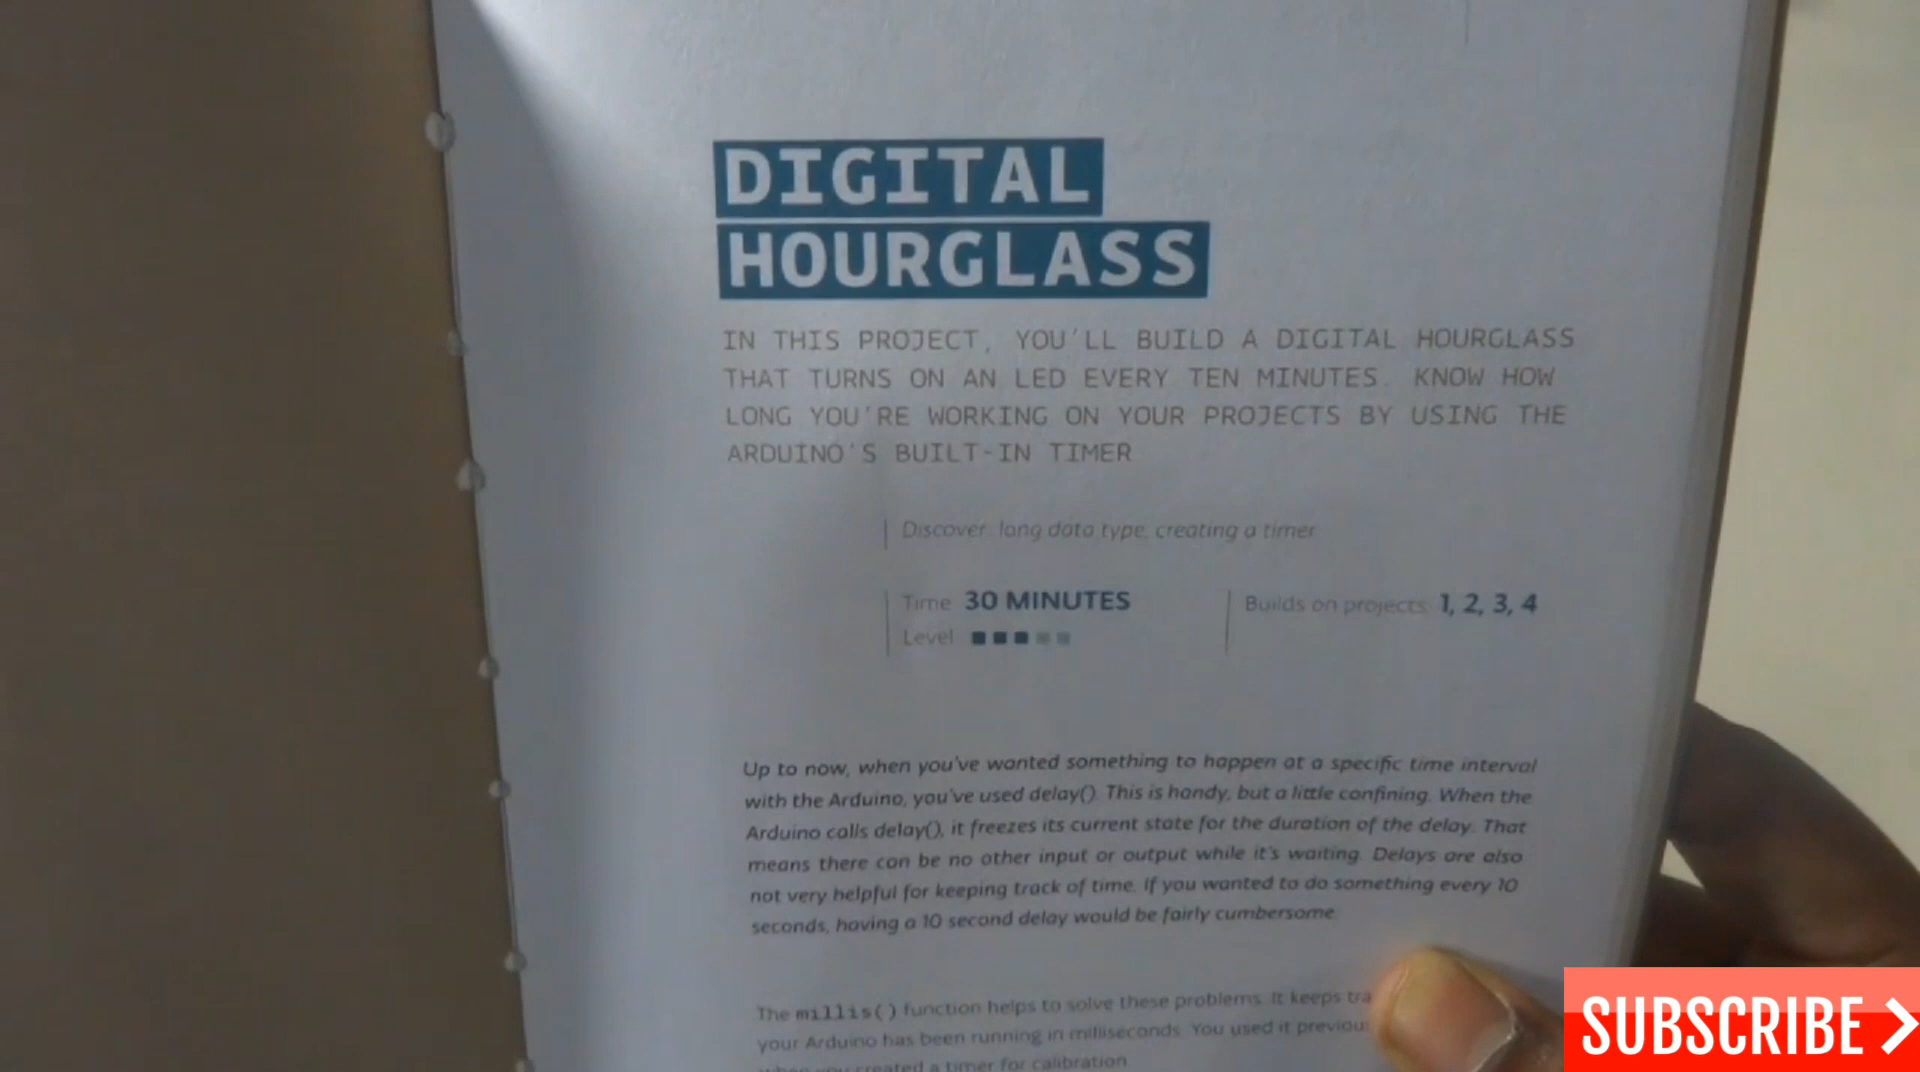 DIGITAL
HOURGLASS
IN THIS PROJECT, YOU'LL BUILD A DIGITAL HOURGLASS
THAT TURNS ON AN LED EVERY TEN MINUTES. KNOW HOW
LONG YOU'RE WORKING ON YOUR PROJECTS BY USING THE
ARDUINO'S BUILT-IN TIMER
Discover: long data type, creating a timer
Time 30 MINUTES
Level
Builds on projects: 1, 2, 3, 4
Up to now, when you've wanted something to happen at a specific time interval
with the Arduino, you've used delay(). This is handy, but a little confining. When the
Arduino calls delay(), it freezes its current state for the duration of the delay. That
means there can be no other input or output while it's waiting. Delays are also
not very helpful for keeping track of time. If you wanted to do something every 10
seconds, having a 10 second delay would be fairly cumbersome.
The millis() function helps to solve these problems. It keeps
your Arduino has been running in milliseconds. You used it
when you created a timer for calibration.
SUBSCRIBE